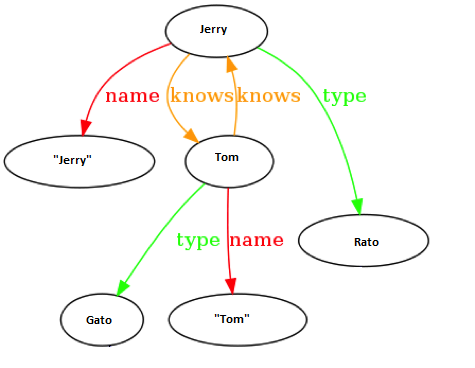 Jerry
name
knows
knows
type
"Jerry"
Tom
type
name
Rato
Gato
"Tom"